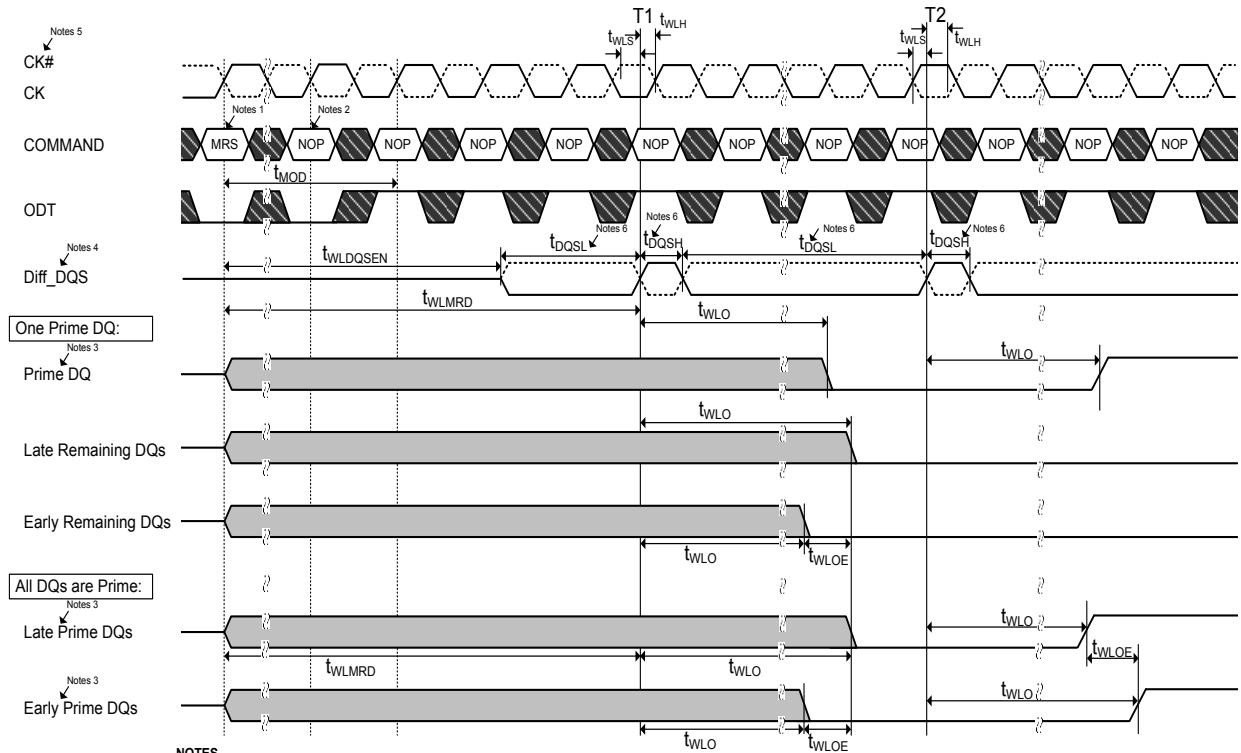 T1 T2
tWLS tWLH tWLS tWLH
Notes 5
CK#
CK
Notes 1 Notes 2
COMMAND MRS NOP NOP NOP NOP NOP NOP NOP NOP NOP NOP NOP
tMOD
ODT
Notes 6 Notes 6 Notes 6 Notes 6
tDQSL tDQSH tDQSL tDQSH
Notes 4
tWLDQSEN
Diff_DQS
tWLMRD
tWLO
One Prime DQ:
Notes 3
tWLO
Prime DQ
tWLO
Late Remaining DQs
Early Remaining DQs
tWLO tWLOE
All DQs are Prime:
Notes 3
tWLO
Late Prime DQs
tWLOE
tWLMRD tWLO
Notes 3
tWLO
Early Prime DQs
tWLO tWLOE
NOTES